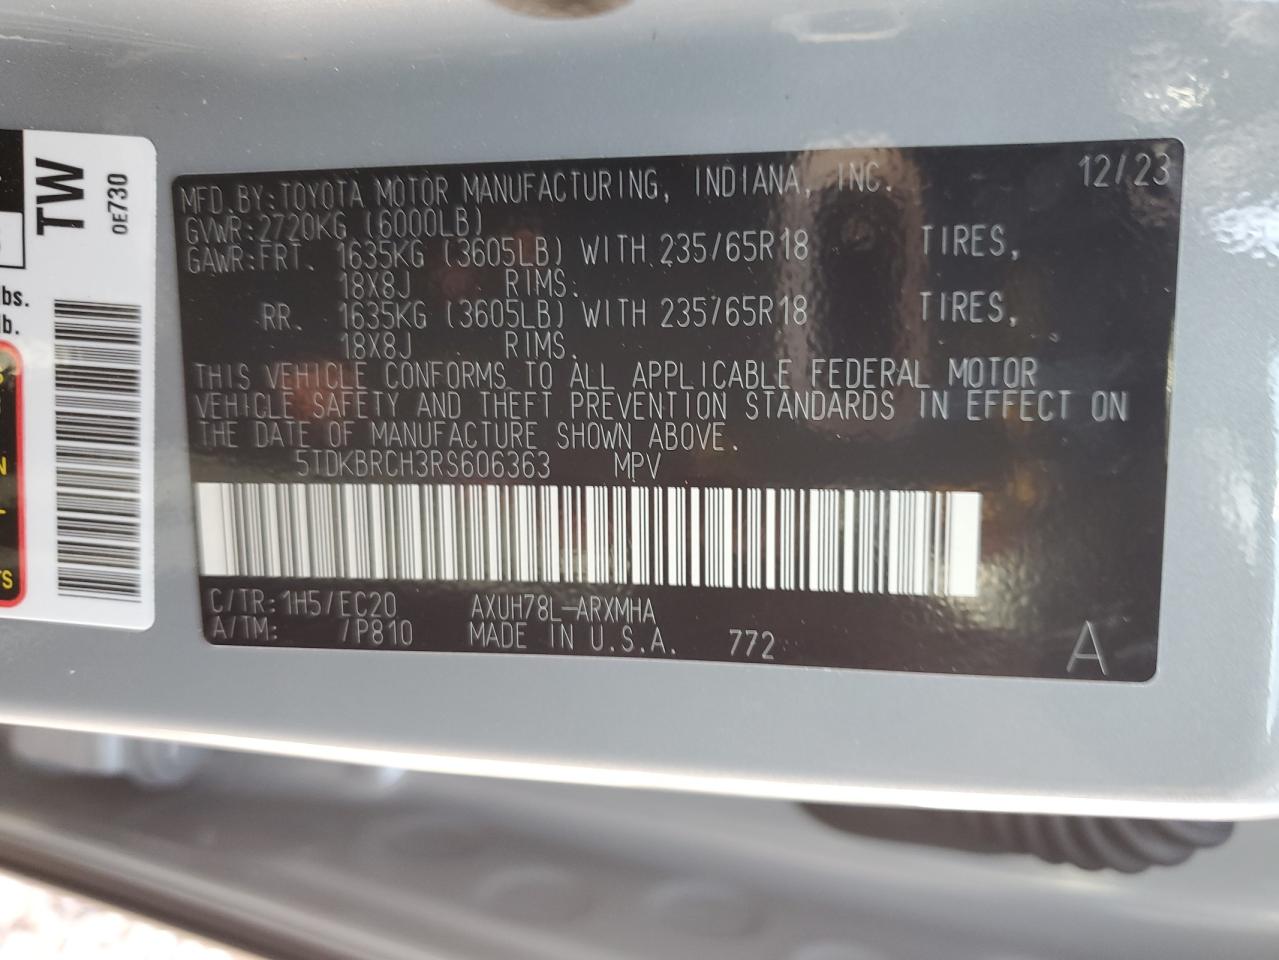 TW
0E730
lbs.
lb.
MFD.BY:TOYOTA MOTOR MANUFACTURING, INDIANA, INC. 12/23
GVWR:2720KG (6000LB)
GAWR:FRT. 1635KG (3605LB) WITH 235/65R18 TIRES,
18X8J RIMS.
RR. 1635KG (3605LB) WITH 235/65R18 TIRES,
18X8J RIMS.
THIS VEHICLE CONFORMS TO ALL APPLICABLE FEDERAL MOTOR
VEHICLE SAFETY AND THEFT PREVENTION STANDARDS IN EFFECT ON
THE DATE OF MANUFACTURE SHOWN ABOVE.
5TDKBRCH3RS606363 MPV
C/TR:1H5/EC20 AXUH78L-ARXMHA
A/TM: /P810 MADE IN U.S.A. 772 A